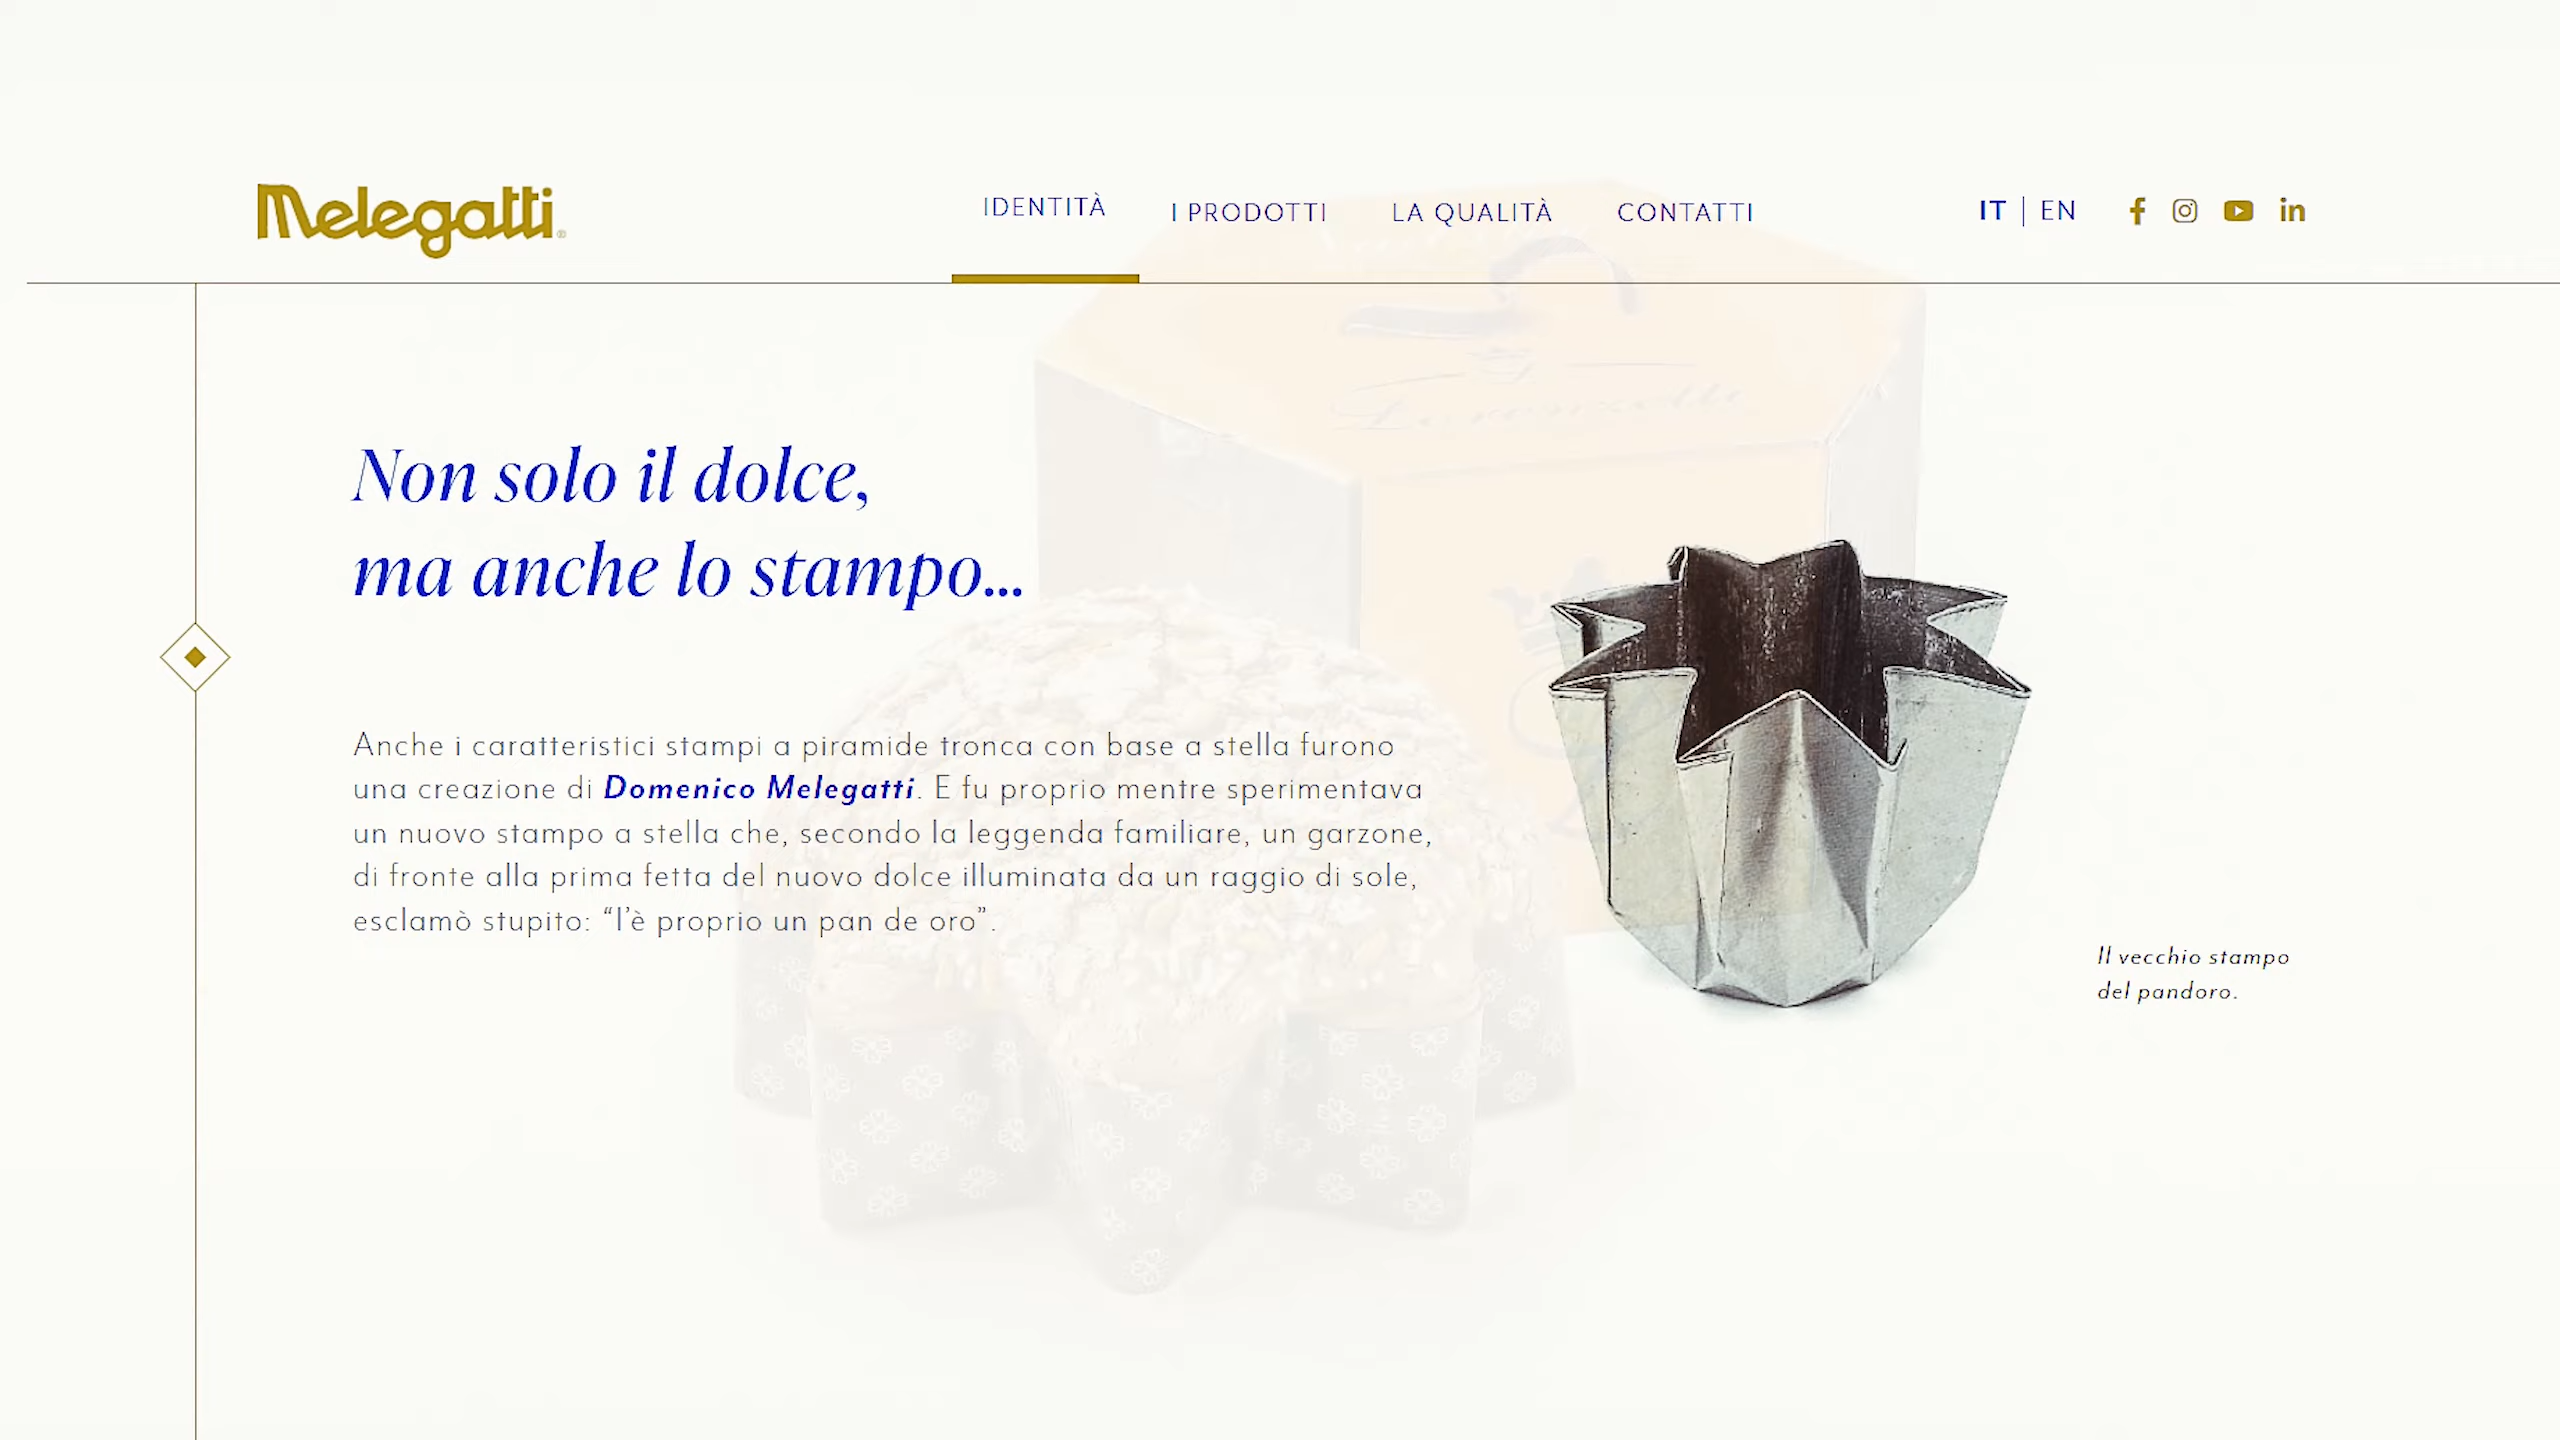 Melegatti
IDENTITÀ
I PRODOTTI
LA QUALITÀ
CONTATTI
IT | EN
Non solo il dolce,
ma anche lo stampo...
Anche i caratteristici stampi a piramide tronca con base a stella furono
una creazione di Domenico Melegatti. E fu proprio mentre sperimentava
un nuovo stampo a stella che, secondo la leggenda familiare, un garzone,
di fronte alla prima fetta del nuovo dolce illuminata da un raggio di sole,
esclamò stupito: “l’è proprio un pan de oro”.
Il vecchio stampo
del pandoro.